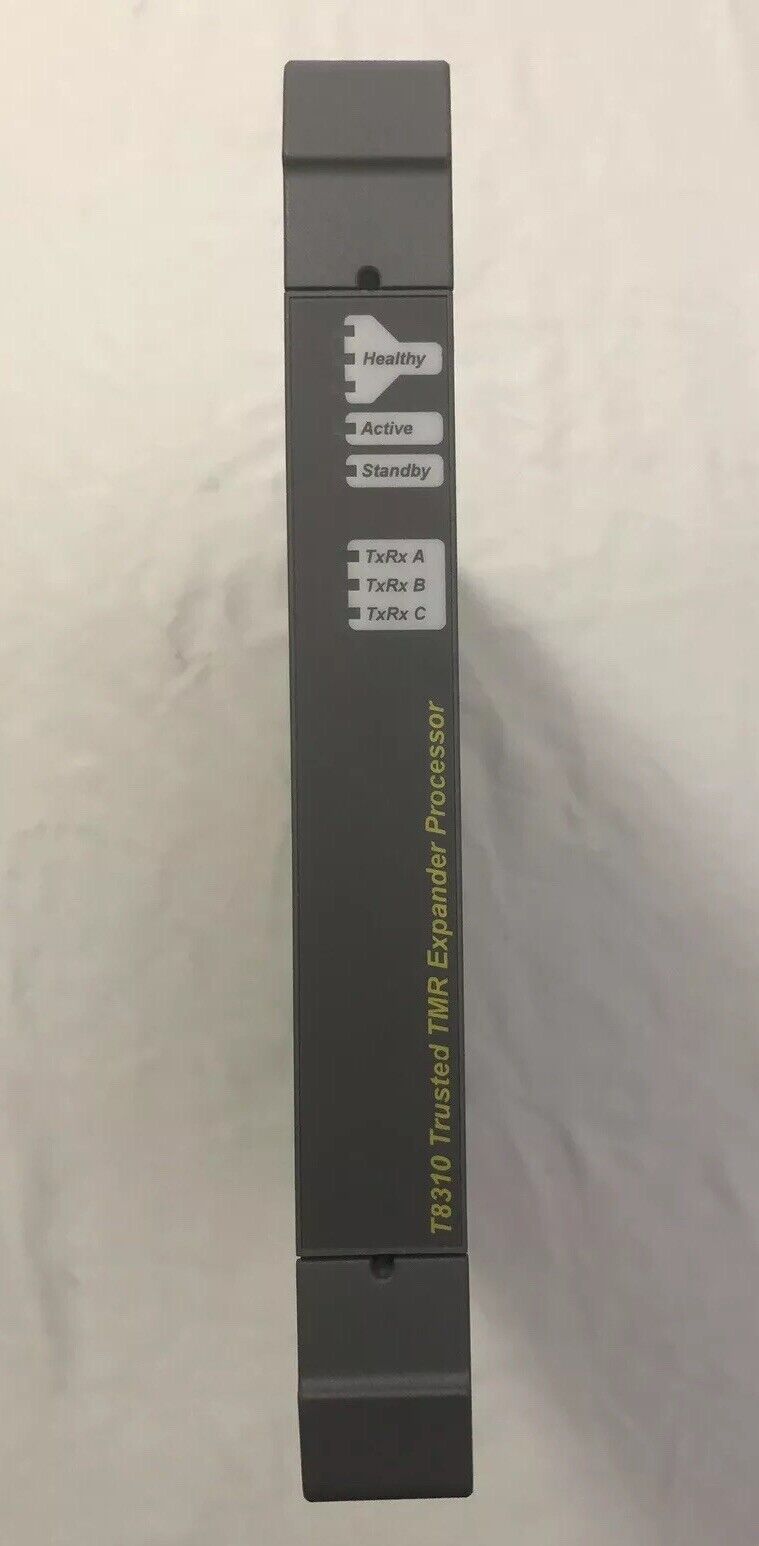 Healthy
Active
Standby
TxRx A
TxRx B
TxRx C
T8310 Trusted TMR Expander Processor